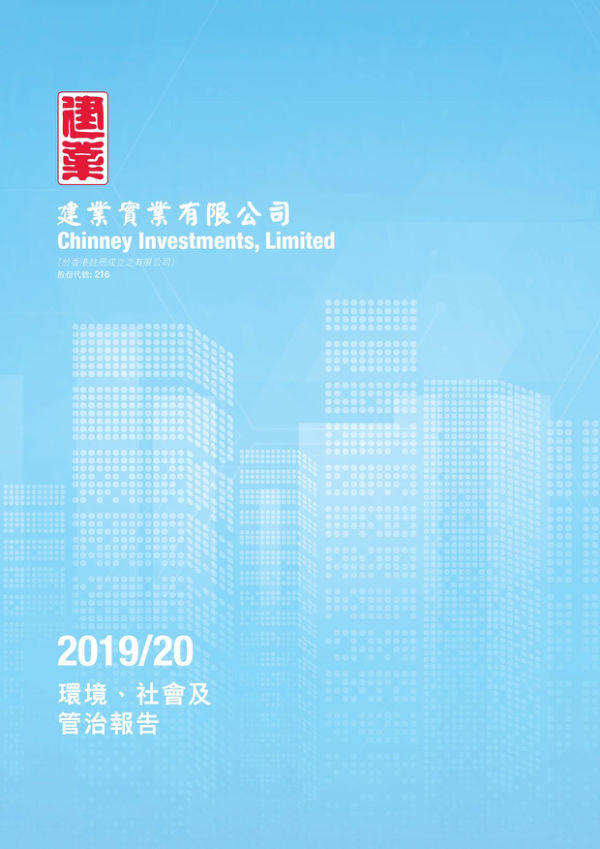 建業
建業實業有限公司
Chinney Investments, Limited
(於香港註冊成立之有限公司)
股份代號: 216
2019/20
環境、社會及
管治報告